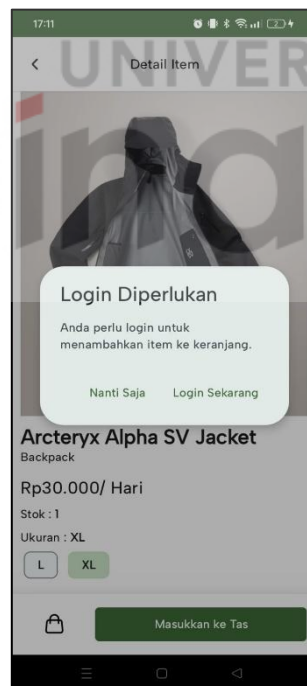 17:11
Detail Item
UNIVER
Login Diperlukan
Anda perlu login untuk
menambahkan item ke keranjang.
Nanti Saja Login Sekarang
Arcteryx Alpha SV Jacket
Backpack
Rp30.000/ Hari
Stok : 1
Ukuran : XL
L XL
Masukkan ke Tas